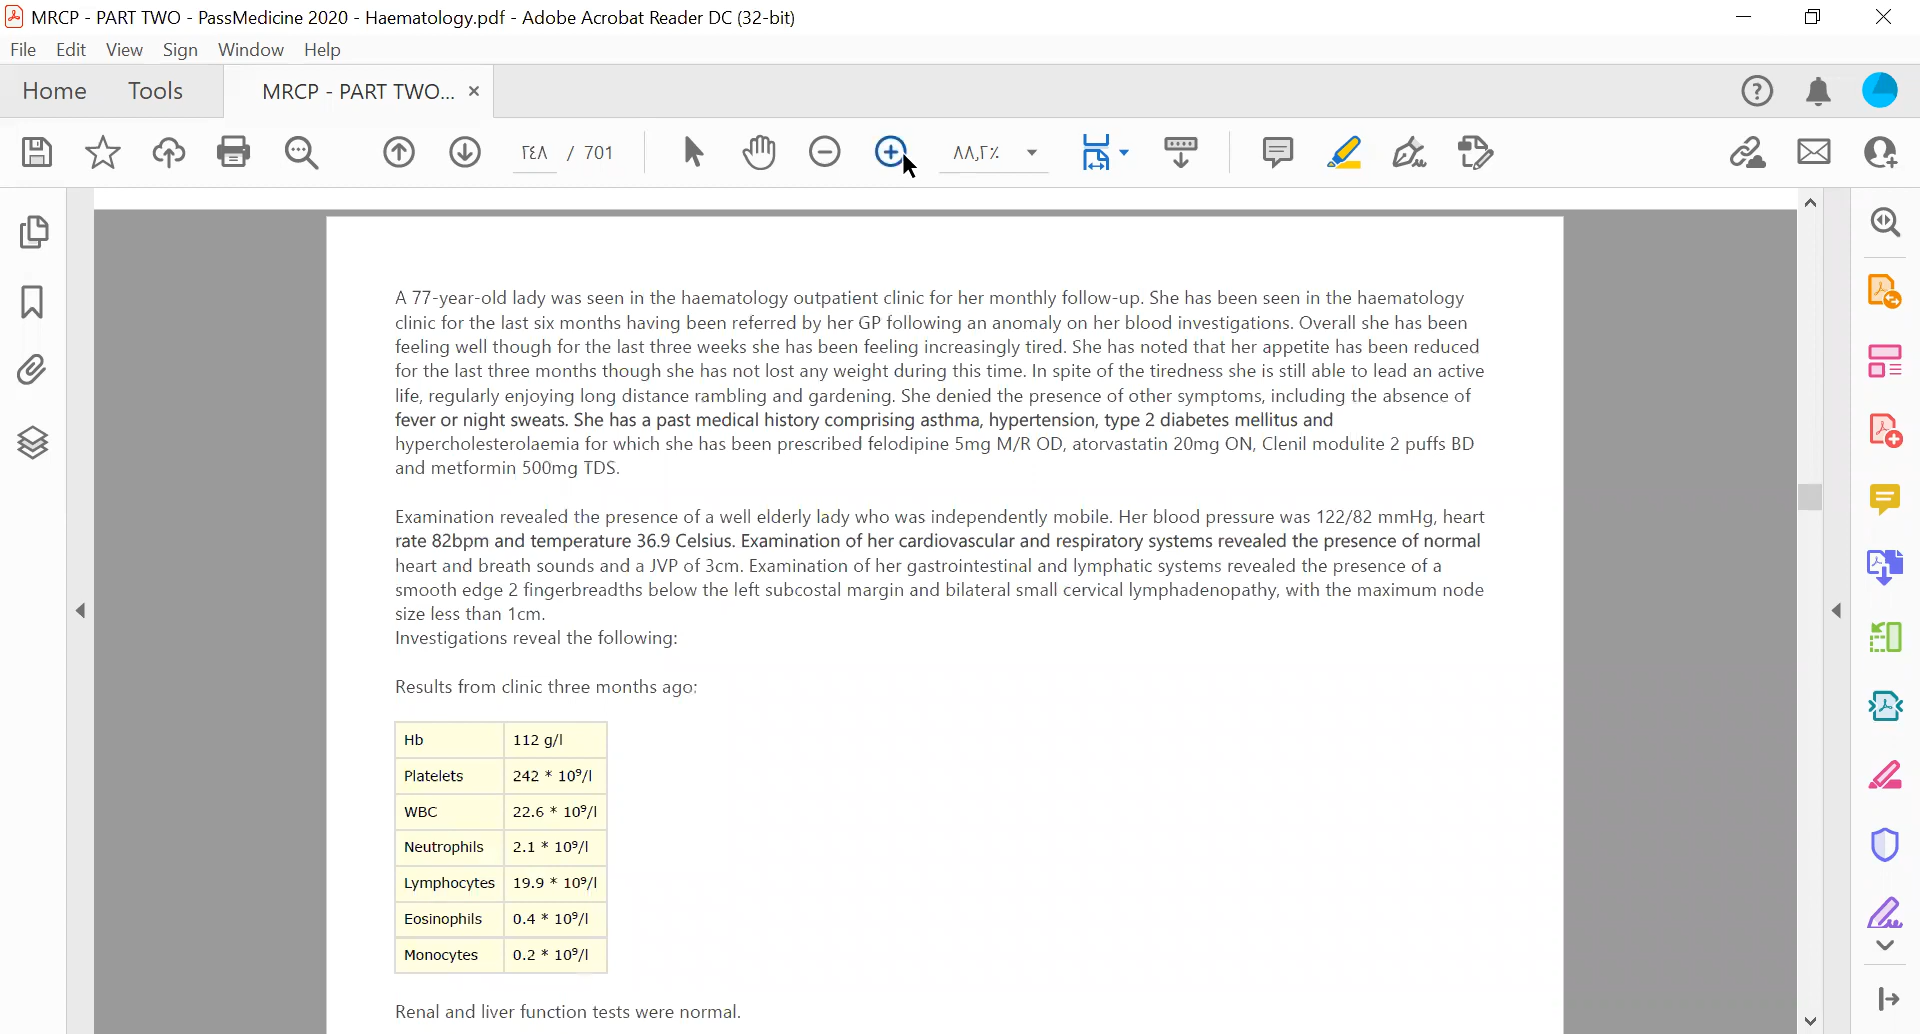 MRCP - PART TWO - PassMedicine 2020 - Haematology.pdf - Adobe Acrobat Reader DC (32-bit)
File Edit View Sign Window Help
Home Tools MRCP - PART TWO... ×
٢٤٨ / 701 ٨٨,٢٪
A 77-year-old lady was seen in the haematology outpatient clinic for her monthly follow-up. She has been seen in the haematology
clinic for the last six months having been referred by her GP following an anomaly on her blood investigations. Overall she has been
feeling well though for the last three weeks she has been feeling increasingly tired. She has noted that her appetite has been reduced
for the last three months though she has not lost any weight during this time. In spite of the tiredness she is still able to lead an active
life, regularly enjoying long distance rambling and gardening. She denied the presence of other symptoms, including the absence of
fever or night sweats. She has a past medical history comprising asthma, hypertension, type 2 diabetes mellitus and
hypercholesterolaemia for which she has been prescribed felodipine 5mg M/R OD, atorvastatin 20mg ON, Clenil modulite 2 puffs BD
and metformin 500mg TDS.
Examination revealed the presence of a well elderly lady who was independently mobile. Her blood pressure was 122/82 mmHg, heart
rate 82bpm and temperature 36.9 Celsius. Examination of her cardiovascular and respiratory systems revealed the presence of normal
heart and breath sounds and a JVP of 3cm. Examination of her gastrointestinal and lymphatic systems revealed the presence of a
smooth edge 2 fingerbreadths below the left subcostal margin and bilateral small cervical lymphadenopathy, with the maximum node
size less than 1cm.
Investigations reveal the following:
Results from clinic three months ago:
Hb 112 g/l
Platelets 242 * 10⁹/l
WBC 22.6 * 10⁹/l
Neutrophils 2.1 * 10⁹/l
Lymphocytes 19.9 * 10⁹/l
Eosinophils 0.4 * 10⁹/l
Monocytes 0.2 * 10⁹/l
Renal and liver function tests were normal.